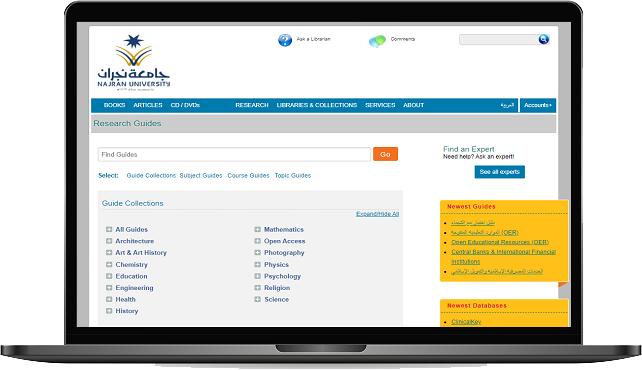 Ask a Librarian
Comments
جامعة نجران
NAJRAN UNIVERSITY
BOOKS ARTICLES CD / DVDs RESEARCH LIBRARIES & COLLECTIONS SERVICES ABOUT العربية Accounts+
Research Guides
Find Guides
Go
Select: Guide Collections Subject Guides Course Guides Topic Guides
Guide Collections
Expand/Hide All
All Guides
Architecture
Art & Art History
Chemistry
Education
Engineering
Health
History
Mathematics
Open Access
Photography
Physics
Psychology
Religion
Science
Find an Expert
Need help? Ask an expert!
See all experts
Newest Guides
الموارد التعليمية المفتوحة (OER)
Open Educational Resources (OER)
Central Banks & International Financial
Institutions
Newest Databases
ClinicalKey